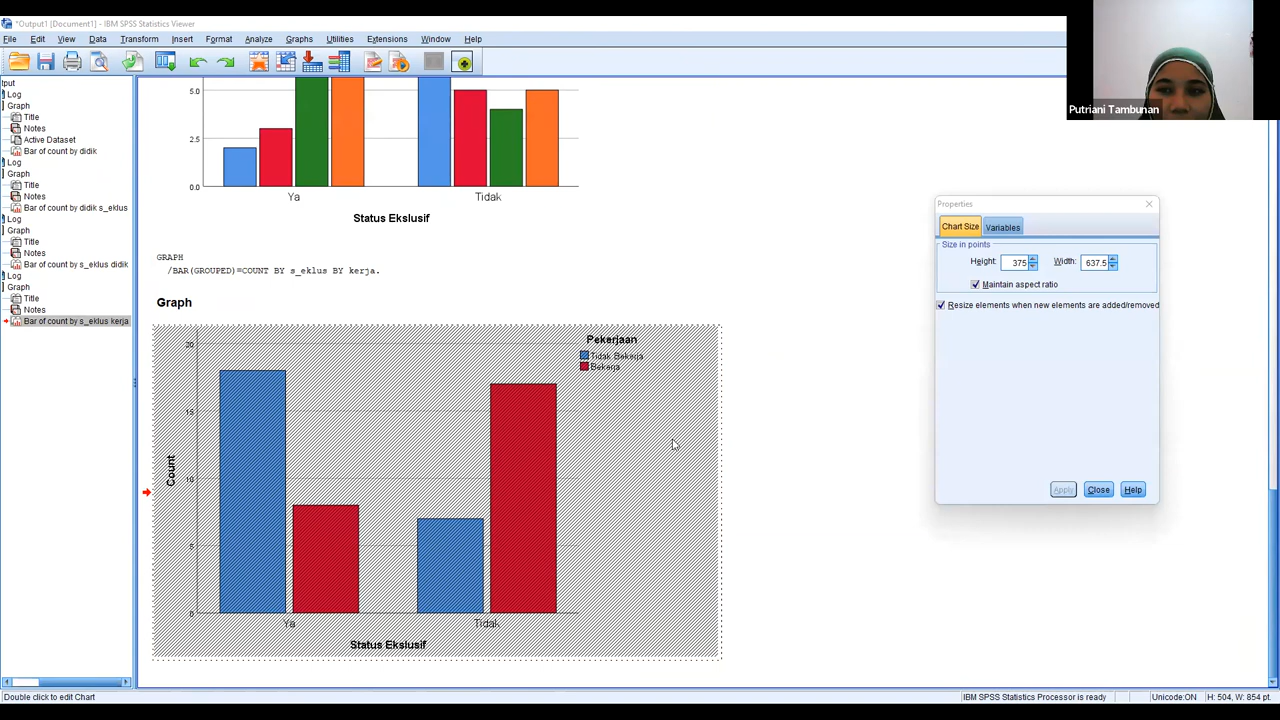 *Output1 [Document1] - IBM SPSS Statistics Viewer
File Edit View Data Transform Insert Format Analyze Graphs Utilities Extensions Window Help
Putriani Tambunan
tput
Log
Graph
Title
Notes
Active Dataset
Bar of count by didik
Log
Graph
Title
Notes
Bar of count by didik s_eklus
Log
Graph
Title
Notes
Bar of count by s_eklus didik
Log
Graph
Title
Notes
Bar of count by s_eklus kerja
5.0
2.5
0.0
Ya Tidak
Status Ekslusif
GRAPH
/BAR(GROUPED)=COUNT BY s_eklus BY kerja.
Graph
Pekerjaan
Tidak Bekerja
Bekerja
20
15
10
5
0
Count
Ya Tidak
Status Ekslusif
Properties
Chart Size Variables
Size in points
Height: 375 Width: 637.5
Maintain aspect ratio
Resize elements when new elements are added/removed
Apply Close Help
Double click to edit Chart
IBM SPSS Statistics Processor is ready Unicode:ON H: 504, W: 854 pt.